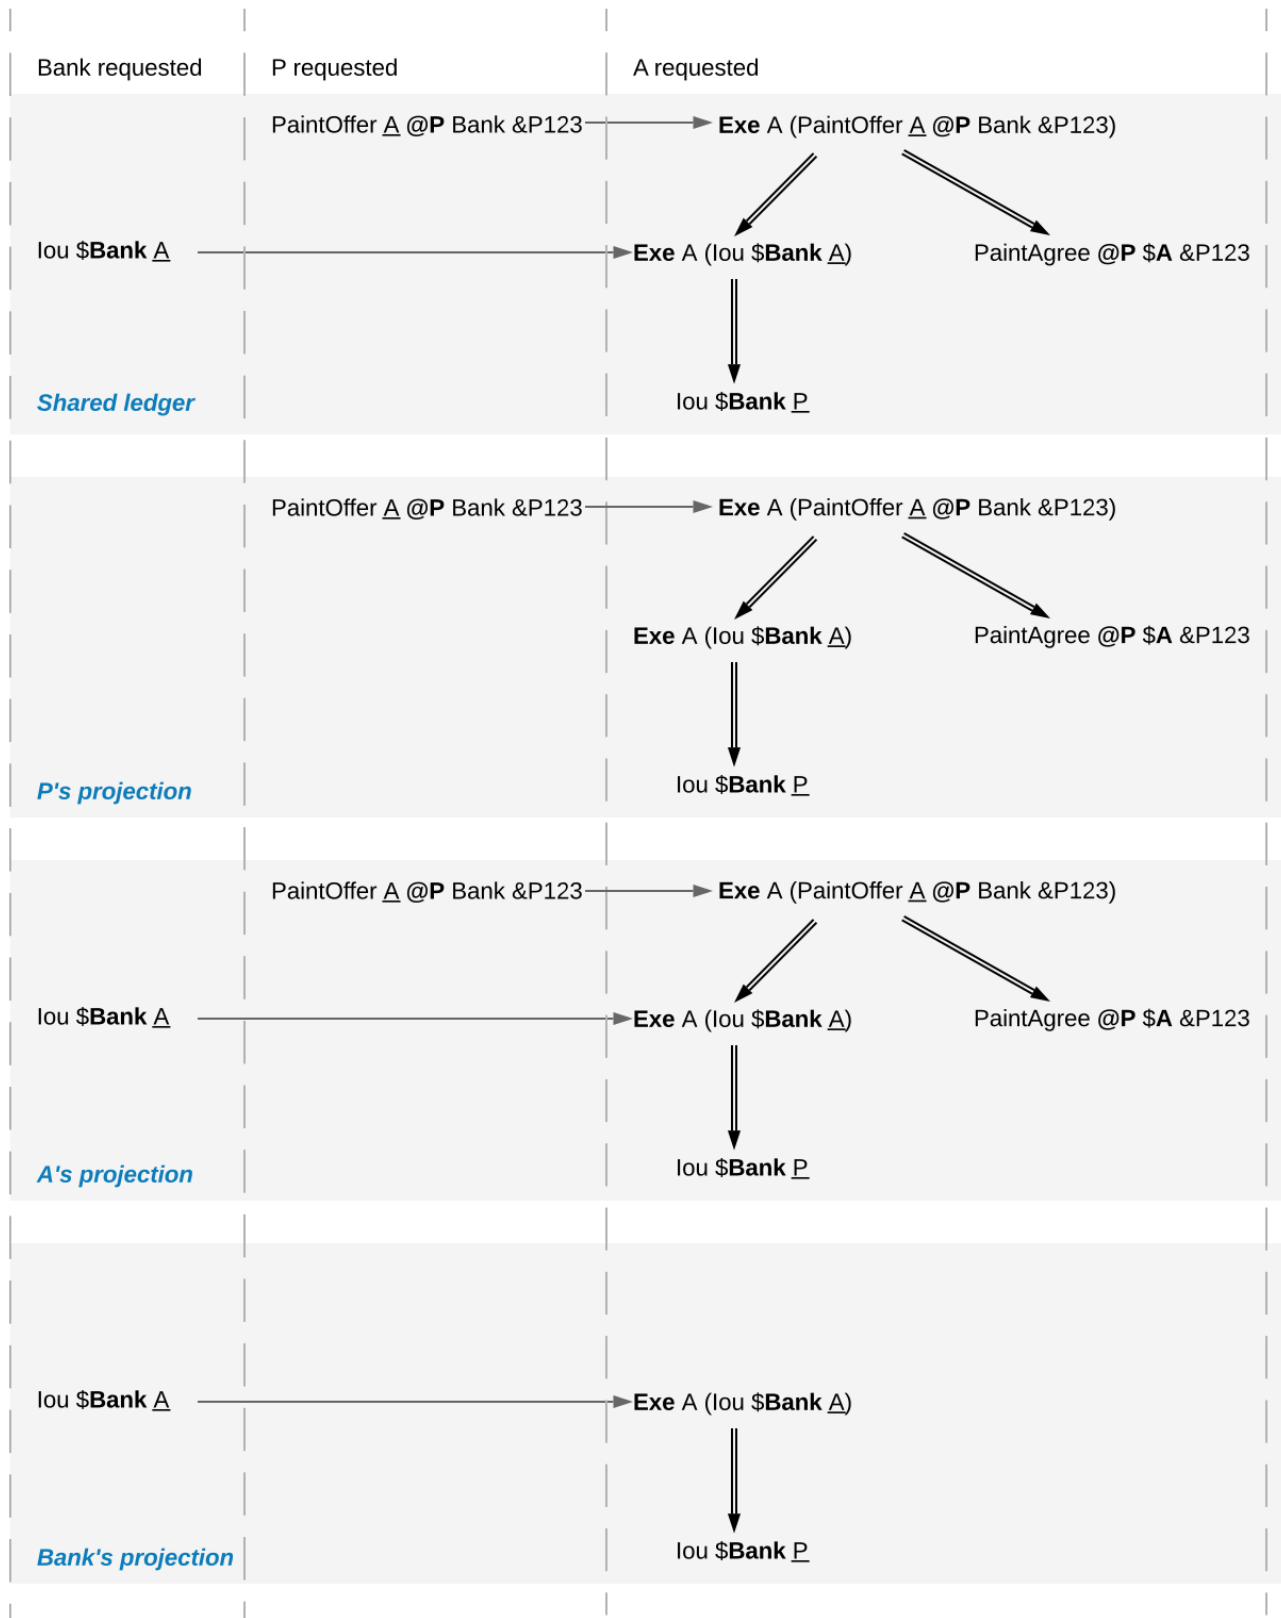 Bank requested
P requested
A requested
PaintOffer A @P Bank &P123
Exe A (PaintOffer A @P Bank &P123)
Iou $Bank A
Exe A (Iou $Bank A)
PaintAgree @P $A &P123
Iou $Bank P
Shared ledger
PaintOffer A @P Bank &P123
Exe A (PaintOffer A @P Bank &P123)
Exe A (Iou $Bank A)
PaintAgree @P $A &P123
Iou $Bank P
P's projection
PaintOffer A @P Bank &P123
Exe A (PaintOffer A @P Bank &P123)
Iou $Bank A
Exe A (Iou $Bank A)
PaintAgree @P $A &P123
Iou $Bank P
A's projection
Iou $Bank A
Exe A (Iou $Bank A)
Iou $Bank P
Bank's projection